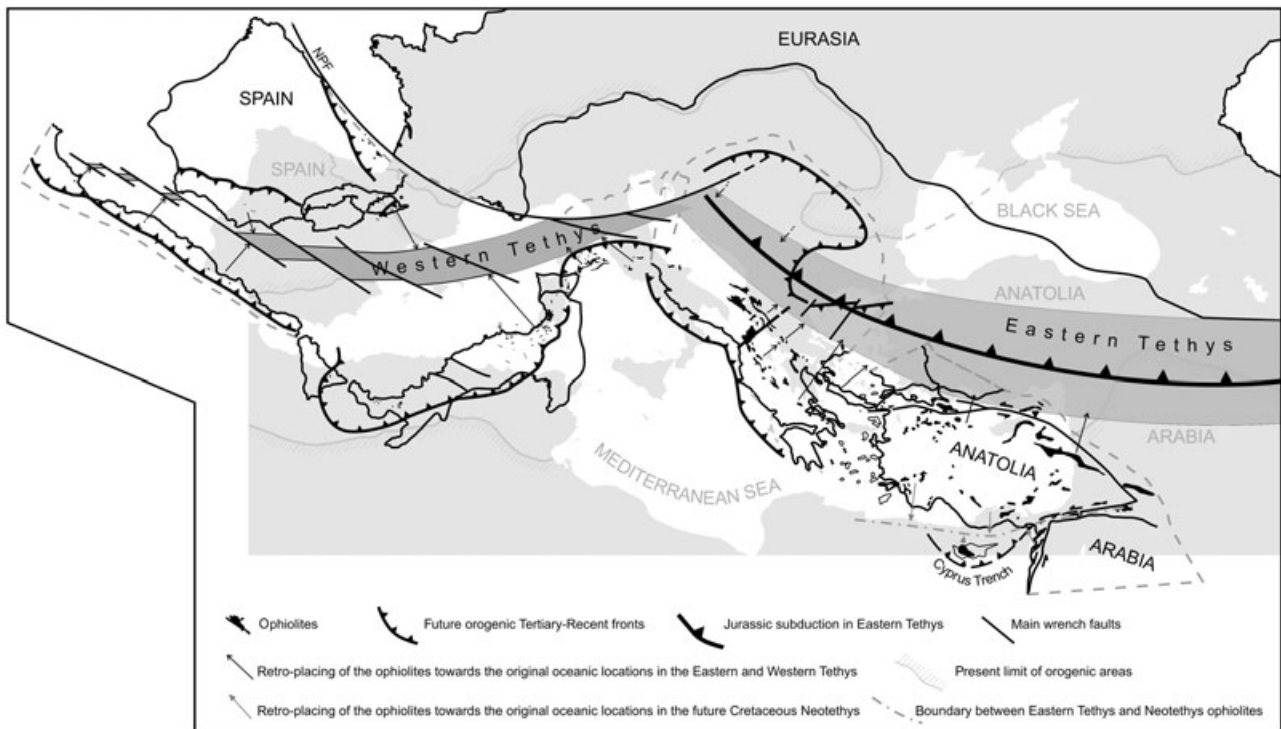 EURASIA
NPF
SPAIN
SPAIN
BLACK SEA
Western Tethys
ANATOLIA
Eastern Tethys
ARABIA
MEDITERRANEAN SEA
ANATOLIA
ARABIA
Cyprus Trench
Ophiolites
Future orogenic Tertiary-Recent fronts
Jurassic subduction in Eastern Tethys
Main wrench faults
Retro-placing of the ophiolites towards the original oceanic locations in the Eastern and Western Tethys
Present limit of orogenic areas
Retro-placing of the ophiolites towards the original oceanic locations in the future Cretaceous Neotethys
Boundary between Eastern Tethys and Neotethys ophiolites